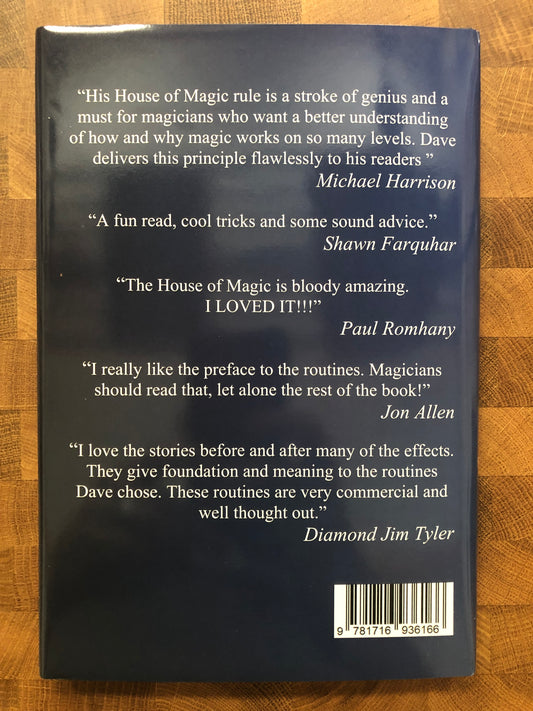 “His House of Magic rule is a stroke of genius and a
must for magicians who want a better understanding
of how and why magic works on so many levels. Dave
delivers this principle flawlessly to his readers ”
Michael Harrison
“A fun read, cool tricks and some sound advice.”
Shawn Farquhar
“The House of Magic is bloody amazing.
I LOVED IT!!!”
Paul Romhany
“I really like the preface to the routines. Magicians
should read that, let alone the rest of the book!”
Jon Allen
“I love the stories before and after many of the effects.
They give foundation and meaning to the routines
Dave chose. These routines are very commercial and
well thought out.”
Diamond Jim Tyler
9 781716 936166